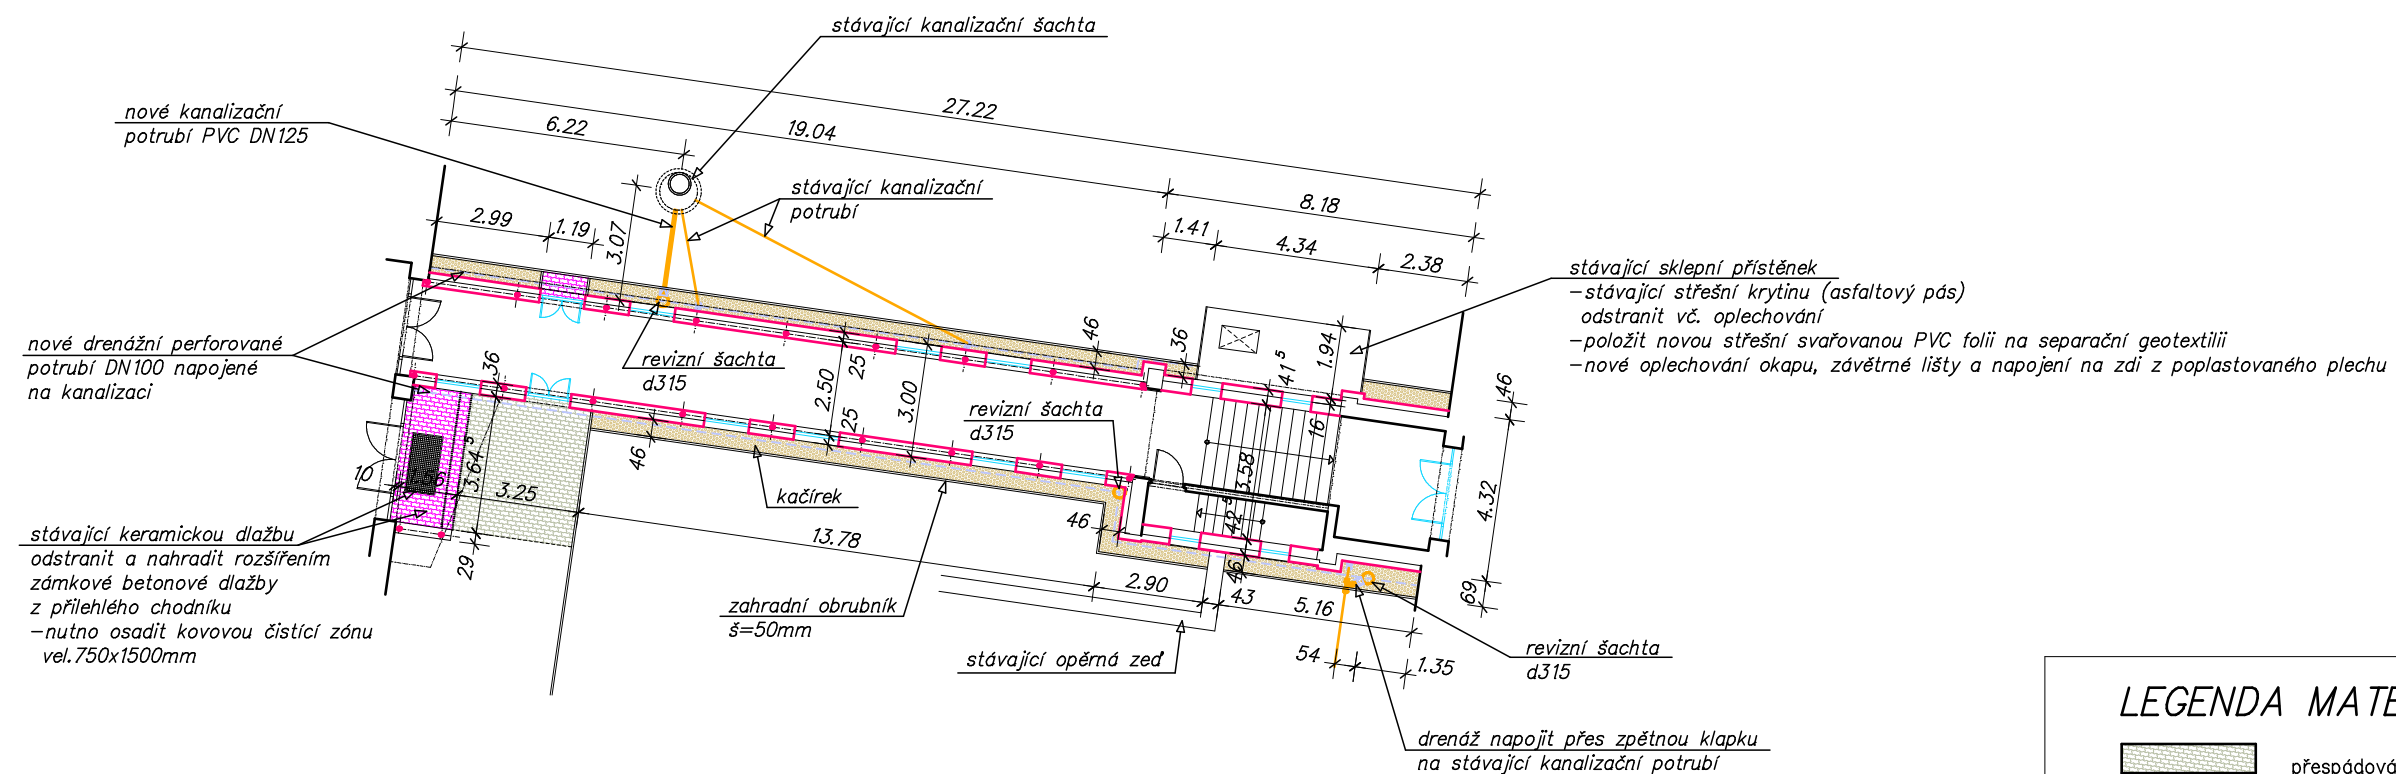 stávající kanalizační šachta
27.22
nové kanalizační
potrubí PVC DN125
6.22
19.04
stávající kanalizační
potrubí
8.18
2.99
1.19
3.07
1.41
4.34
2.38
stávající sklepní přístěnek
-stávající střešní krytinu (asfaltový pás)
odstranit vč. oplechování
-položit novou střešní svařovanou PVC folii na separační geotextilii
-nové oplechování okapu, závětrné lišty a napojení na zdi z poplastovaného plechu
nové drenážní perforované
potrubí DN100 napojené
na kanalizaci
36
revizní šachta
d315
2.50
25
25
3.00
46
36
41⁵
1.94
46
revizní šachta
d315
16
46
10
3.64⁵
3.25
kačírek
3.58
42⁵
4.32
46
stávající keramickou dlažbu
odstranit a nahradit rozšířením
zámkové betonové dlažby
z přilehlého chodníku
-nutno osadit kovovou čistící zónu
vel.750x1500mm
29
13.78
zahradní obrubník
š=50mm
2.90
46
43
5.16
69
stávající opěrná zeď
54
1.35
revizní šachta
d315
drenáž napojit přes zpětnou klapku
na stávající kanalizační potrubí
LEGENDA MATE
přespádová